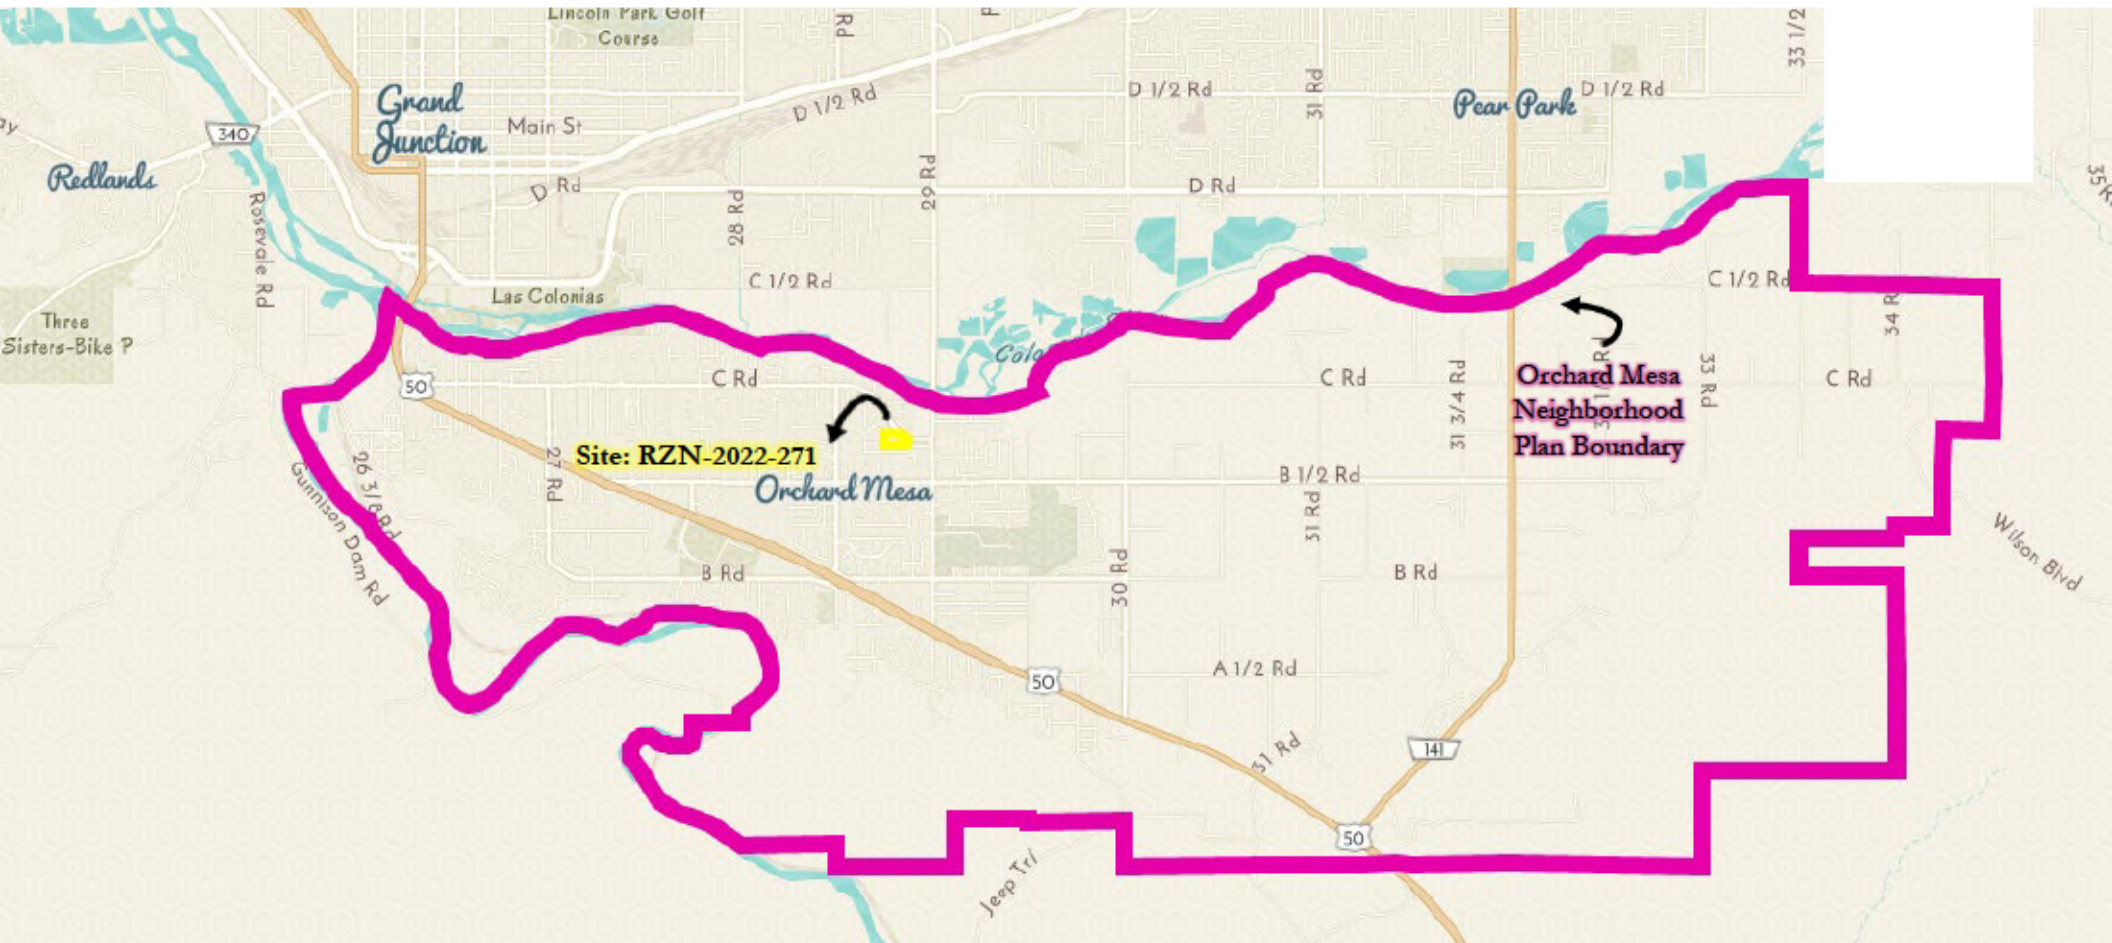 Lincoln Park Golf
Course
Rd
P
33 1/2
D 1/2 Rd
D 1/2 Rd
31 Rd
Pear Park
D 1/2 Rd
Grand
Junction
Main St
340
Redlands
D Rd
29 Rd
D Rd
35
Rosevale Rd
28 Rd
C 1/2 Rd
C 1/2 Rd
Las Colonias
34 R
Three
Sisters-Bike P
Colo
50
C Rd
C Rd
31 3/4 Rd
Orchard Mesa
Neighborhood
Plan Boundary
33 Rd
C Rd
Site: RZN-2022-271
Orchard Mesa
27 Rd
26 3/8 Rd
Gunnison Dam Rd
B 1/2 Rd
31 Rd
Wilson Blvd
B Rd
30 Rd
B Rd
50
A 1/2 Rd
31 Rd
141
50
Jeep Trl